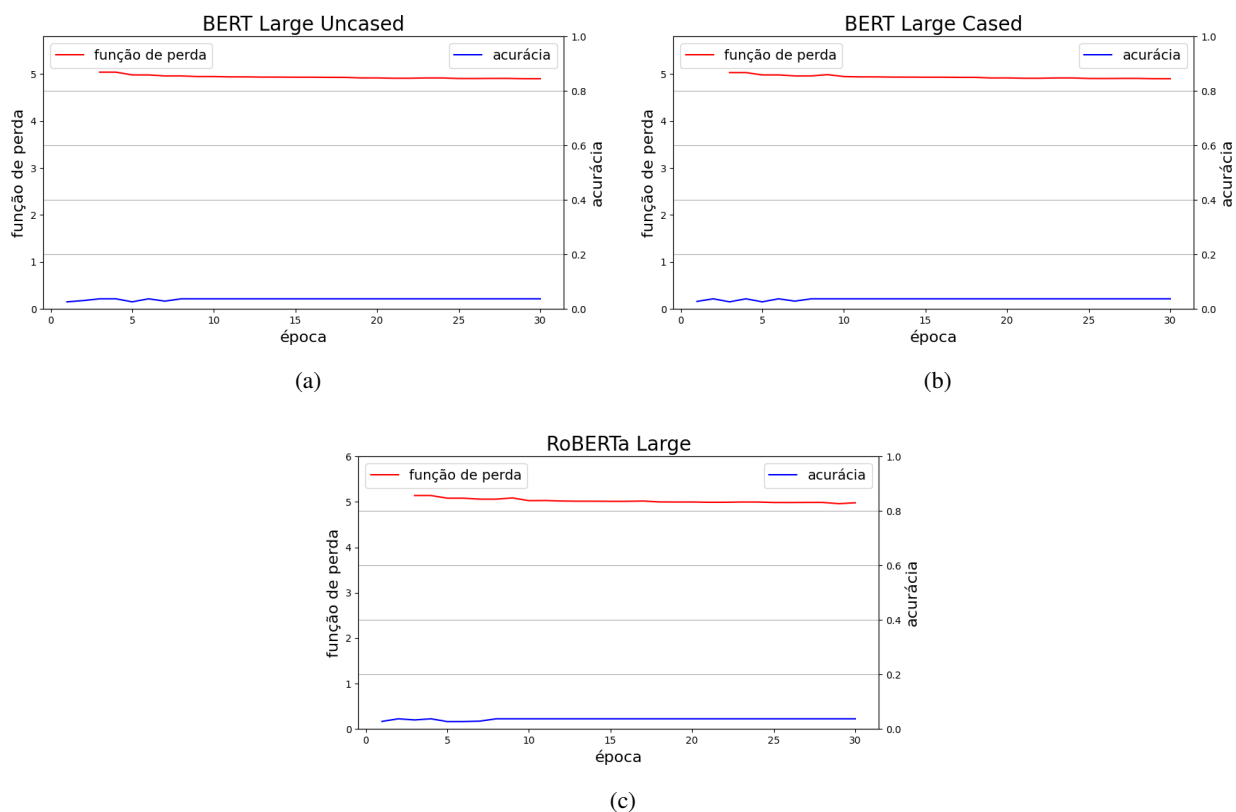 BERT Large Uncased
função de perda
acurácia
5
4
3
2
1
0
função de perda
1.0
0.8
0.6
0.4
0.2
0.0
acurácia
0 5 10 15 20 25 30
época
(a)
BERT Large Cased
função de perda
acurácia
5
4
3
2
1
0
função de perda
1.0
0.8
0.6
0.4
0.2
0.0
acurácia
0 5 10 15 20 25 30
época
(b)
RoBERTa Large
função de perda
acurácia
6
5
4
3
2
1
0
função de perda
1.0
0.8
0.6
0.4
0.2
0.0
acurácia
0 5 10 15 20 25 30
época
(c)